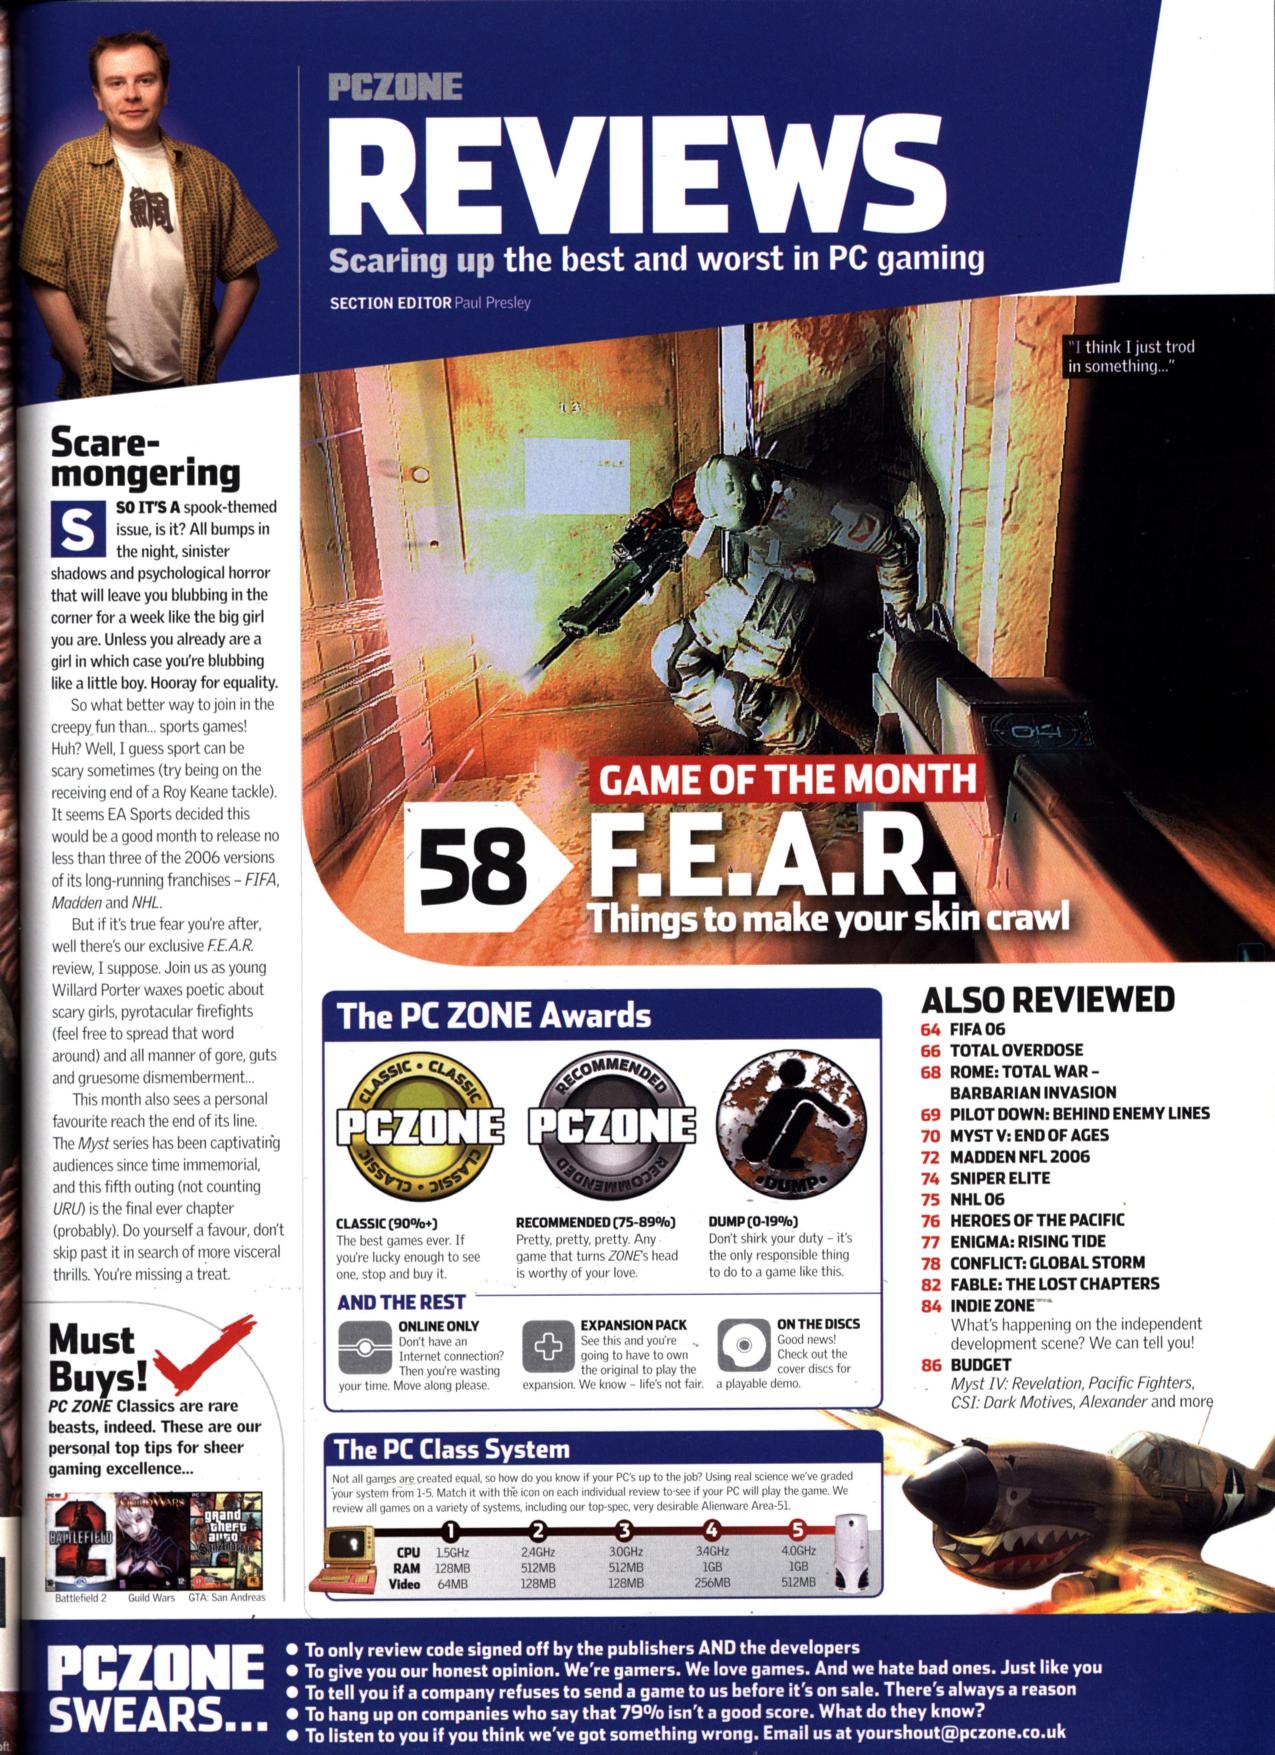 PCZONE
REVIEWS
Scaring up the best and worst in PC gaming
SECTION EDITOR Paul Presley
"I think I just trod
in something..."
鯛
Scare-
mongering
S
SO IT'S A spook-themed
issue, is it? All bumps in
the night, sinister
shadows and psychological horror
that will leave you blubbing in the
corner for a week like the big girl
you are. Unless you already are a
girl in which case you're blubbing
like a little boy. Hooray for equality.
So what better way to join in the
creepy fun than... sports games!
Huh? Well, I guess sport can be
scary sometimes (try being on the
receiving end of a Roy Keane tackle).
It seems EA Sports decided this
would be a good month to release no
less than three of the 2006 versions
of its long-running franchises – FIFA,
Madden and NHL.
But if it's true fear you're after,
well there's our exclusive F.E.A.R.
review, I suppose. Join us as young
Willard Porter waxes poetic about
scary girls, pyrotacular firefights
(feel free to spread that word
around) and all manner of gore, guts
and gruesome dismemberment...
This month also sees a personal
favourite reach the end of its line.
The Myst series has been captivating
audiences since time immemorial,
and this fifth outing (not counting
URU) is the final ever chapter
(probably). Do yourself a favour, don't
skip past it in search of more visceral
thrills. You're missing a treat.
Must
Buys!
PC ZONE Classics are rare
beasts, indeed. These are our
personal top tips for sheer
gaming excellence...
BATTLEFIELD
2
GUILD WARS
grand
theft
auto
San Andreas
Battlefield 2 Guild Wars GTA: San Andreas
13
GAME OF THE MONTH
58
F.E.A.R.
Things to make your skin crawl
The PC ZONE Awards
CLASSIC • CLASSIC
PCZONE
CLASSIC • CLASSIC
RECOMMENDED
PCZONE
RECOMMENDED
• DUMP •
CLASSIC (90%+)
The best games ever. If
you're lucky enough to see
one, stop and buy it.
RECOMMENDED (75-89%)
Pretty, pretty, pretty. Any
game that turns ZONE's head
is worthy of your love.
DUMP (0-19%)
Don't shirk your duty – it's
the only responsible thing
to do to a game like this.
AND THE REST
ONLINE ONLY
Don't have an
Internet connection?
Then you're wasting
your time. Move along please.
EXPANSION PACK
See this and you're
going to have to own
the original to play the
expansion. We know – life's not fair.
ON THE DISCS
Good news!
Check out the
cover discs for
a playable demo.
The PC Class System
Not all games are created equal, so how do you know if your PC's up to the job? Using real science we've graded
your system from 1-5. Match it with the icon on each individual review to see if your PC will play the game. We
review all games on a variety of systems, including our top-spec, very desirable Alienware Area-51.
1 2 3 4 5
CPU 1.5GHz 2.4GHz 3.0GHz 3.4GHz 4.0GHz
RAM 128MB 512MB 512MB 1GB 1GB
Video 64MB 128MB 128MB 256MB 512MB
ALSO REVIEWED
64 FIFA 06
66 TOTAL OVERDOSE
68 ROME: TOTAL WAR –
BARBARIAN INVASION
69 PILOT DOWN: BEHIND ENEMY LINES
70 MYST V: END OF AGES
72 MADDEN NFL 2006
74 SNIPER ELITE
75 NHL 06
76 HEROES OF THE PACIFIC
77 ENIGMA: RISING TIDE
78 CONFLICT: GLOBAL STORM
82 FABLE: THE LOST CHAPTERS
84 INDIE ZONE
What's happening on the independent
development scene? We can tell you!
86 BUDGET
Myst IV: Revelation, Pacific Fighters,
CSI: Dark Motives, Alexander and more
PCZONE
SWEARS...
● To only review code signed off by the publishers AND the developers
● To give you our honest opinion. We're gamers. We love games. And we hate bad ones. Just like you
● To tell you if a company refuses to send a game to us before it's on sale. There's always a reason
● To hang up on companies who say that 79% isn't a good score. What do they know?
● To listen to you if you think we've got something wrong. Email us at yourshout@pczone.co.uk